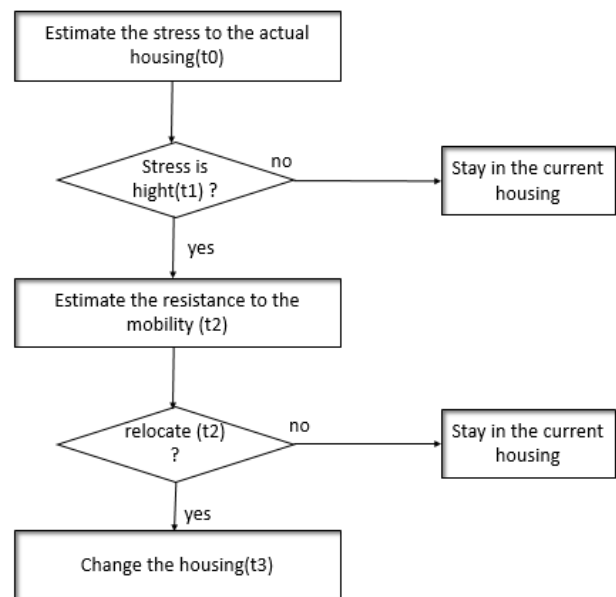 Estimate the stress to the actual
housing(t0)
Stress is
hight(t1) ?
no
Stay in the current
housing
yes
Estimate the resistance to the
mobility (t2)
relocate (t2)
?
no
Stay in the current
housing
yes
Change the housing(t3)